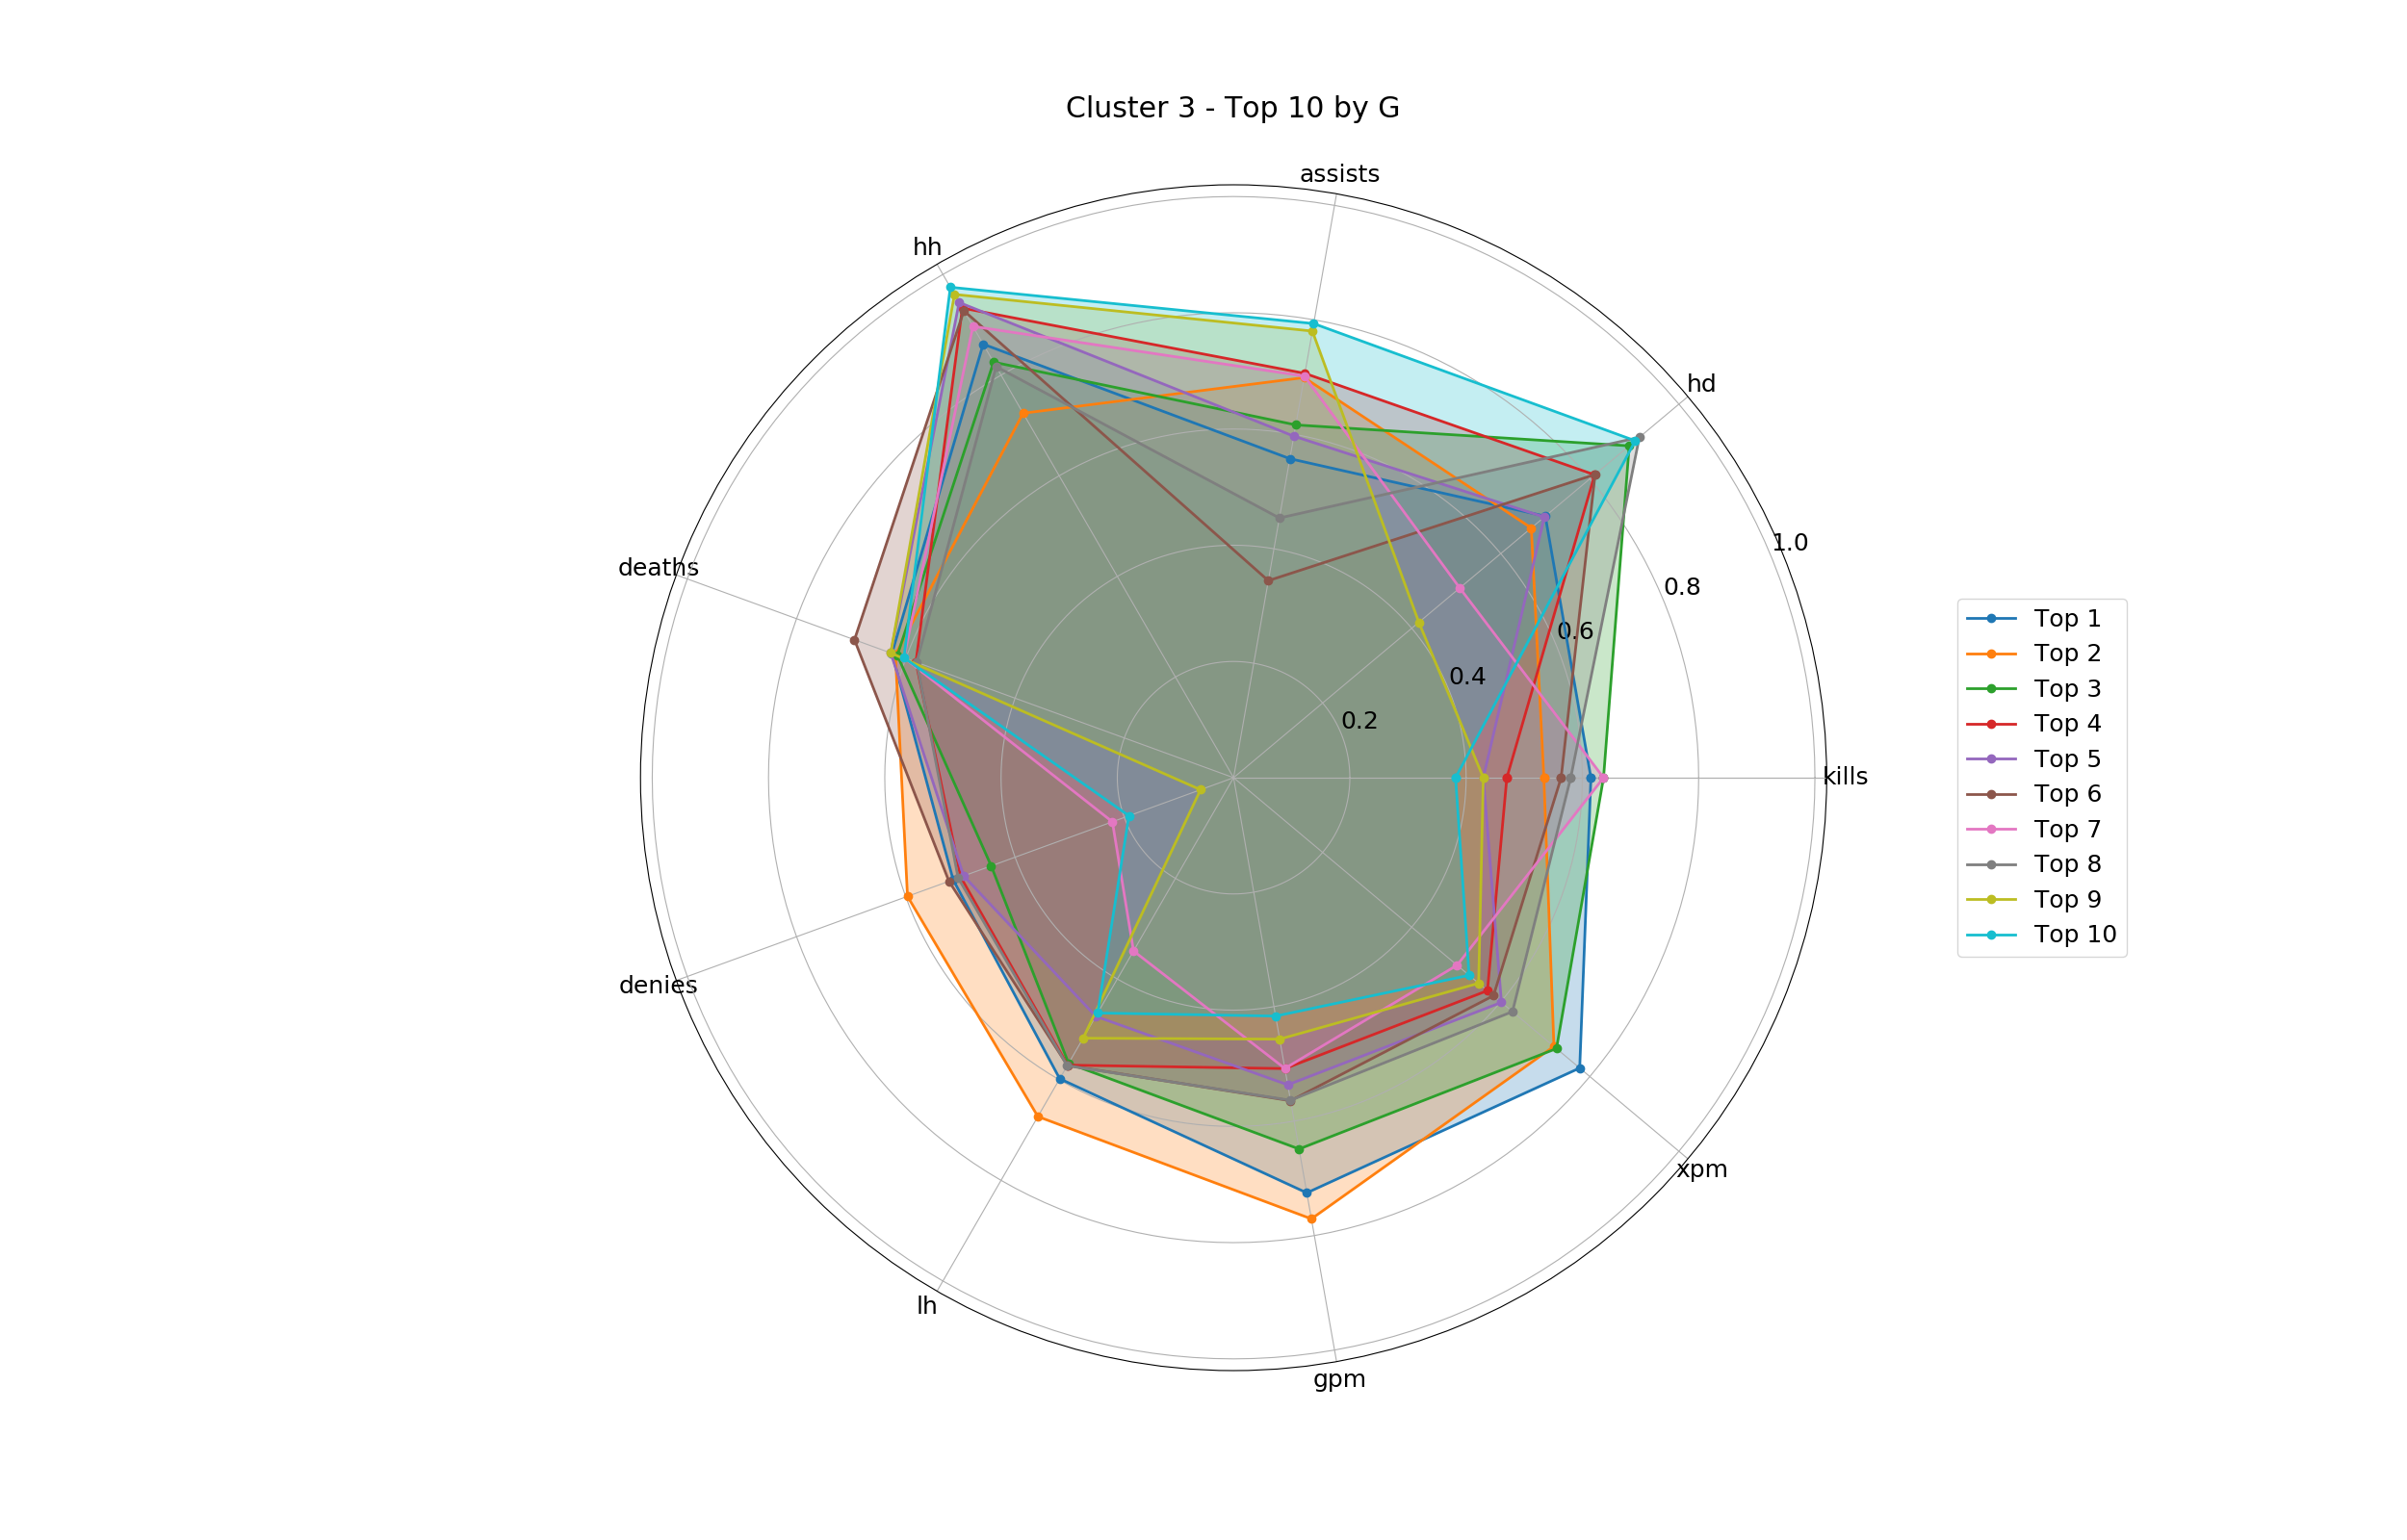 Cluster 3 - Top 10 by G
assists
hh
hd
1.0
deaths
0.8
0.6
0.4
0.2
kills
denies
xpm
lh
gpm
Top 1
Top 2
Top 3
Top 4
Top 5
Top 6
Top 7
Top 8
Top 9
Top 10